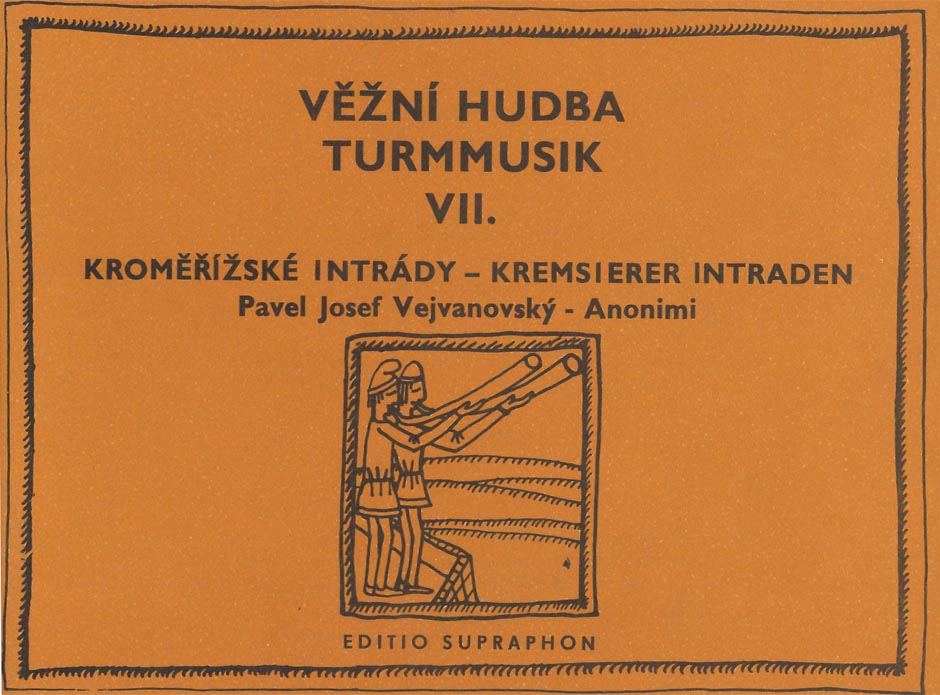 VĚŽNÍ HUDBA
TURMMUSIK
VII.
KROMĚŘÍŽSKÉ INTRÁDY – KREMSIERER INTRADEN
Pavel Josef Vejvanovský - Anonimi
EDITIO SUPRAPHON